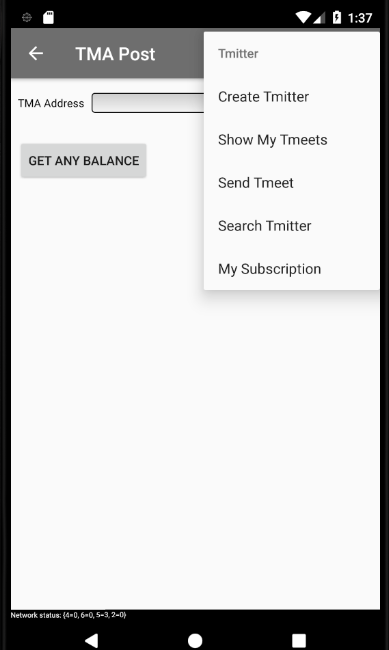 1:37
TMA Post
Tmitter
TMA Address
Create Tmitter
Show My Tmeets
GET ANY BALANCE
Send Tmeet
Search Tmitter
My Subscription
Network status: {4=0, 6=0, 5=3, 2=0}